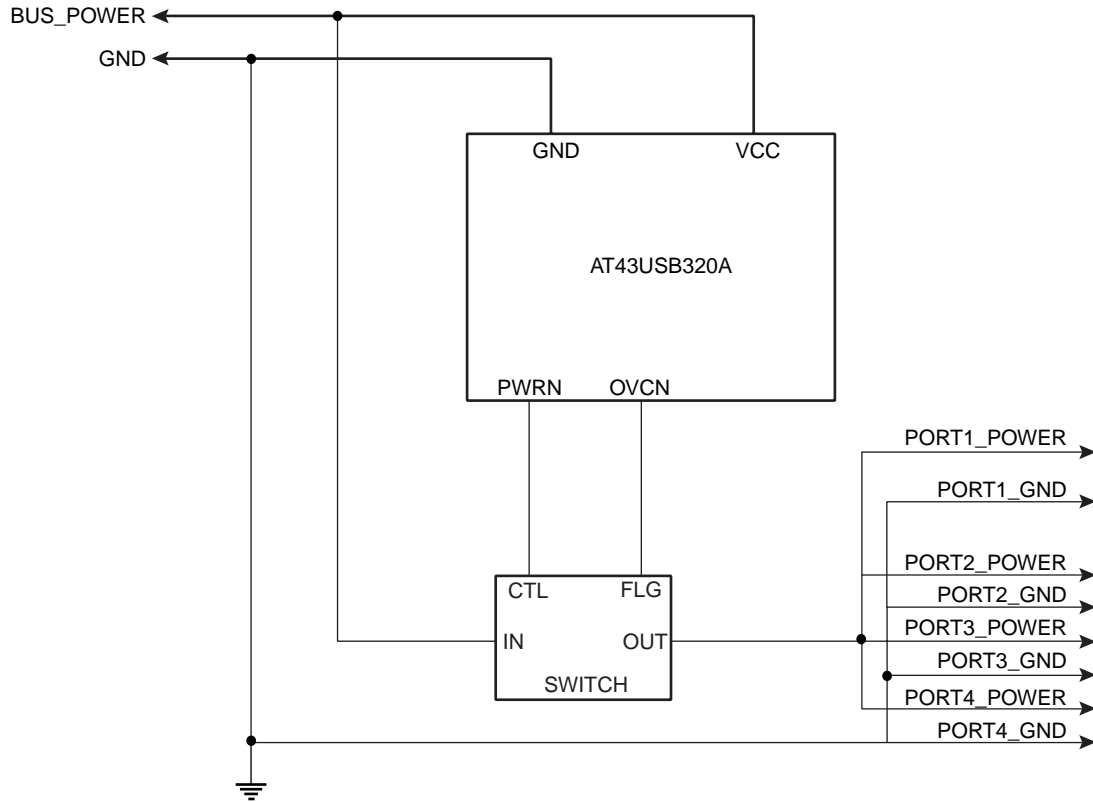 BUS_POWER
GND
GND
VCC
AT43USB320A
PWRN
OVCN
PORT1_POWER
PORT1_GND
PORT2_POWER
CTL
FLG
PORT2_GND
PORT3_POWER
IN
OUT
PORT3_GND
SWITCH
PORT4_POWER
PORT4_GND